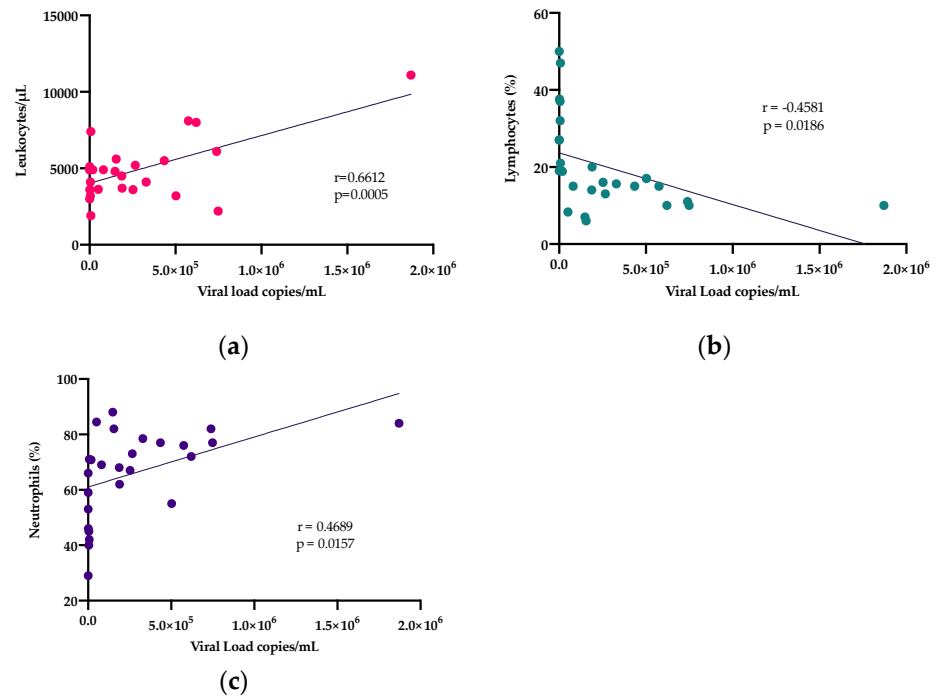 15000
10000
5000
0
Leukocytes/μL
r=0.6612
p=0.0005
0.0
5.0×10⁵
1.0×10⁶
1.5×10⁶
2.0×10⁶
Viral load copies/mL
(a)
60
40
20
0
Lymphocytes (%)
r = -0.4581
p = 0.0186
0.0
5.0×10⁵
1.0×10⁶
1.5×10⁶
2.0×10⁶
Viral Load copies/mL
(b)
100
80
60
40
20
Neutrophils (%)
r = 0.4689
p = 0.0157
0.0
5.0×10⁵
1.0×10⁶
1.5×10⁶
2.0×10⁶
Viral Load copies/mL
(c)